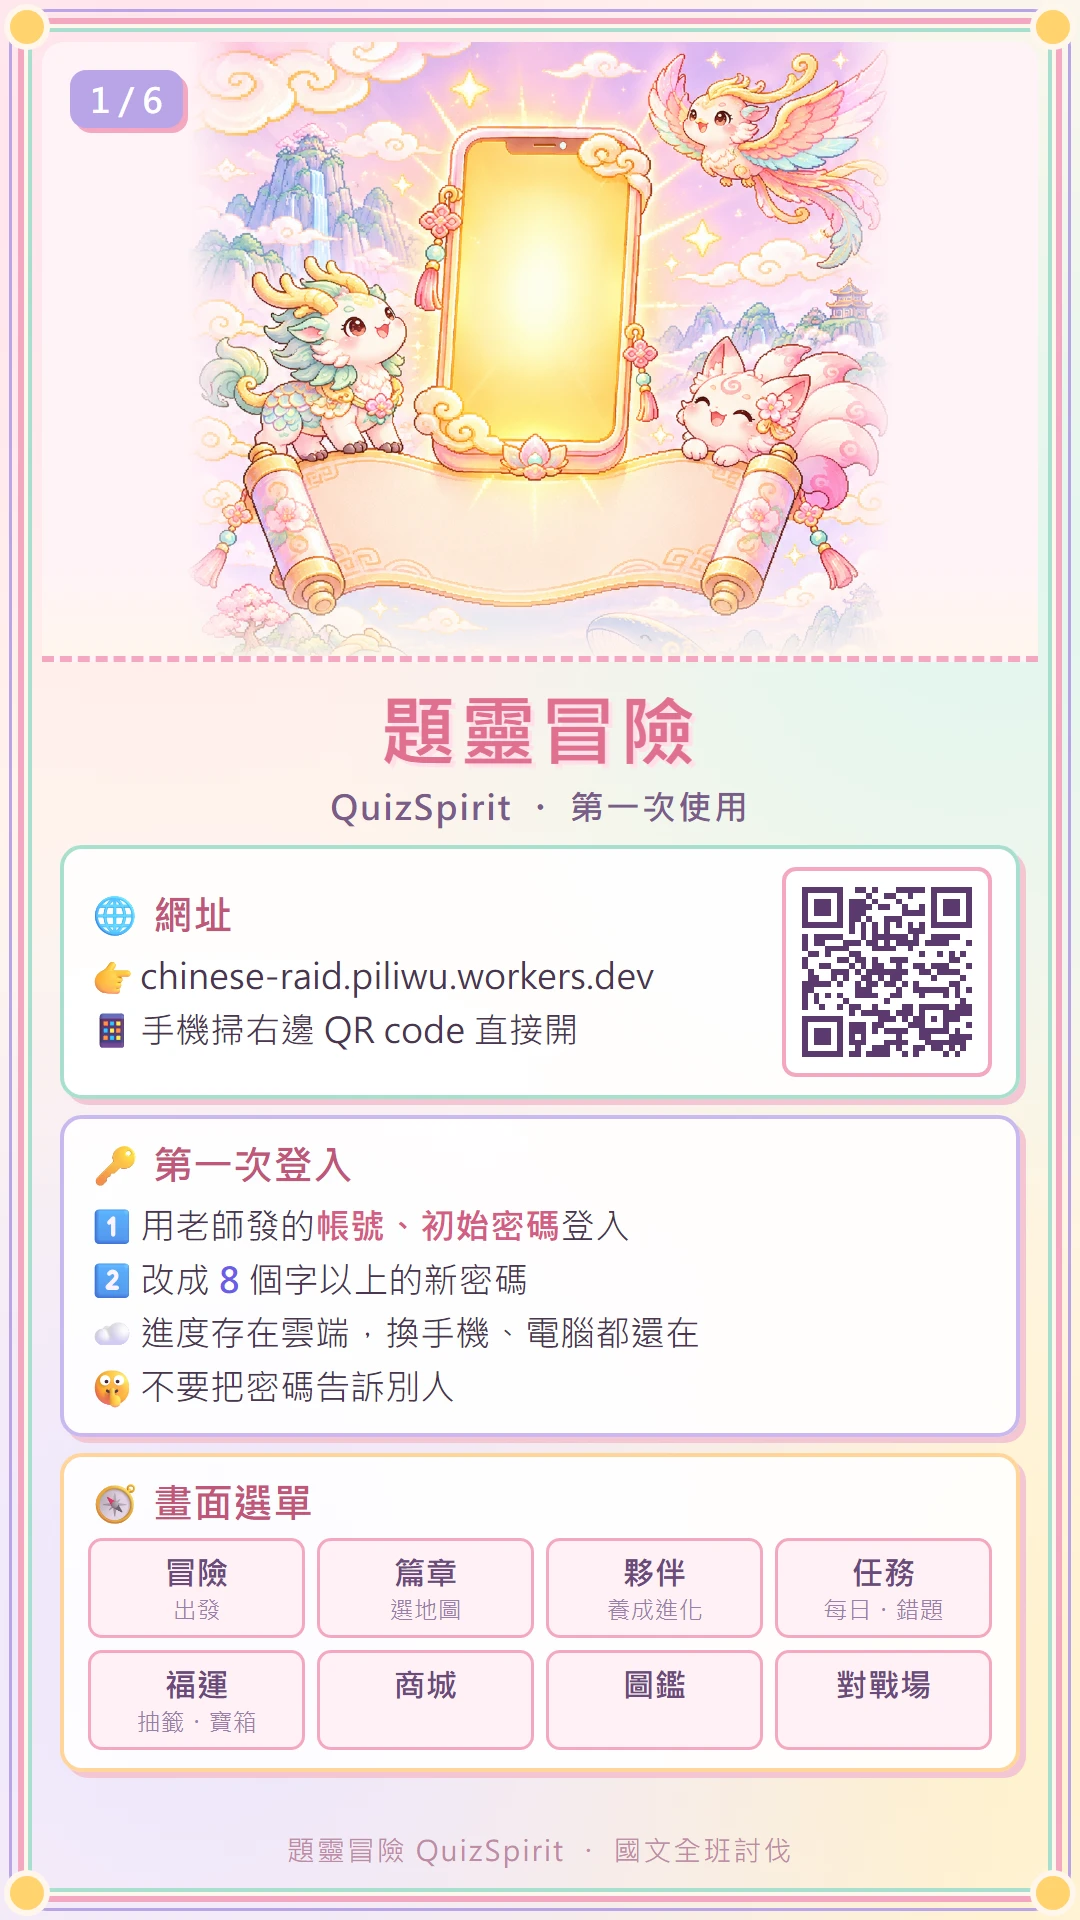 1/6
題靈冒險
QuizSpirit · 第一次使用
網址
chinese-raid.piliwu.workers.dev
手機掃右邊 QR code 直接開
第一次登入
1 用老師發的帳號、初始密碼登入
2 改成 8 個字以上的新密碼
進度存在雲端，換手機、電腦都還在
不要把密碼告訴別人
畫面選單
冒險 篇章 夥伴 任務
出發 選地圖 養成進化 每日·錯題
福運 商城 圖鑑 對戰場
抽籤·寶箱
題靈冒險 QuizSpirit · 國文全班討伐